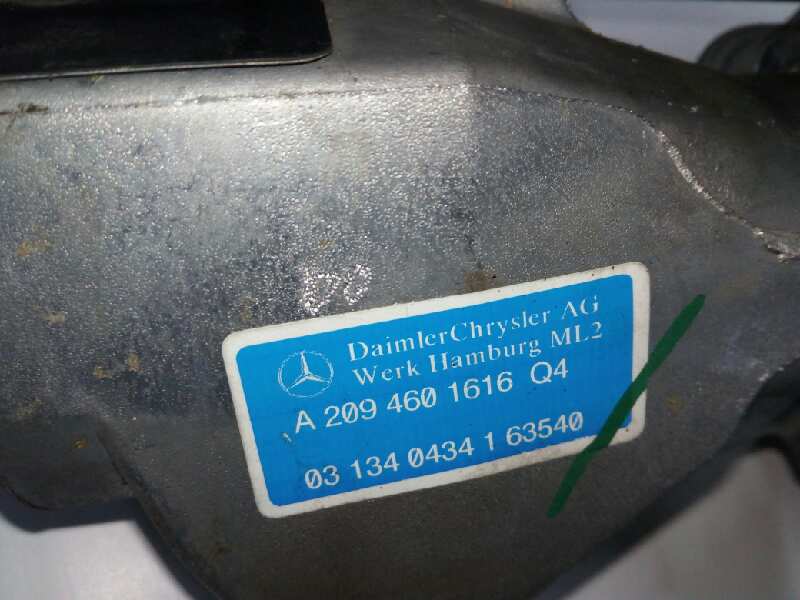 DaimlerChrysler AG
Werk Hamburg ML2
A 209 460 1616 Q4
03 134 0434 1 63540